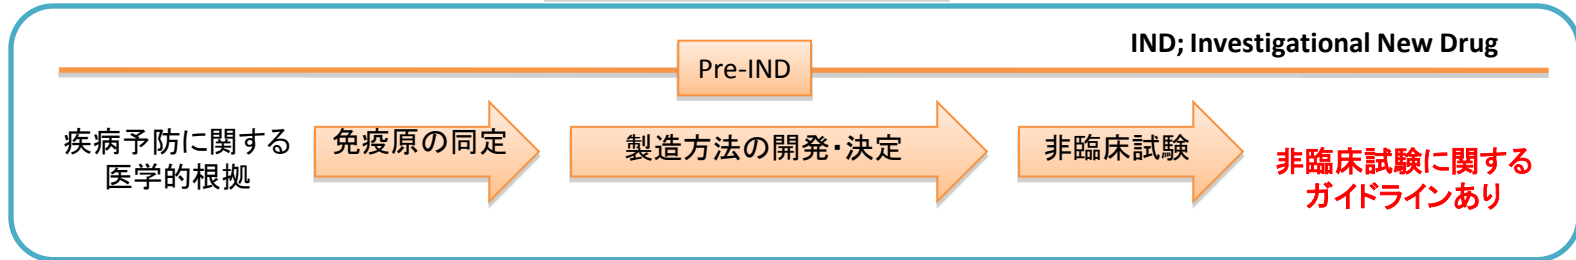 IND; Investigational New Drug
Pre-IND
疾病予防に関する
医学的根拠
免疫原の同定
製造方法の開発・決定
非臨床試験
非臨床試験に関する
ガイドラインあり